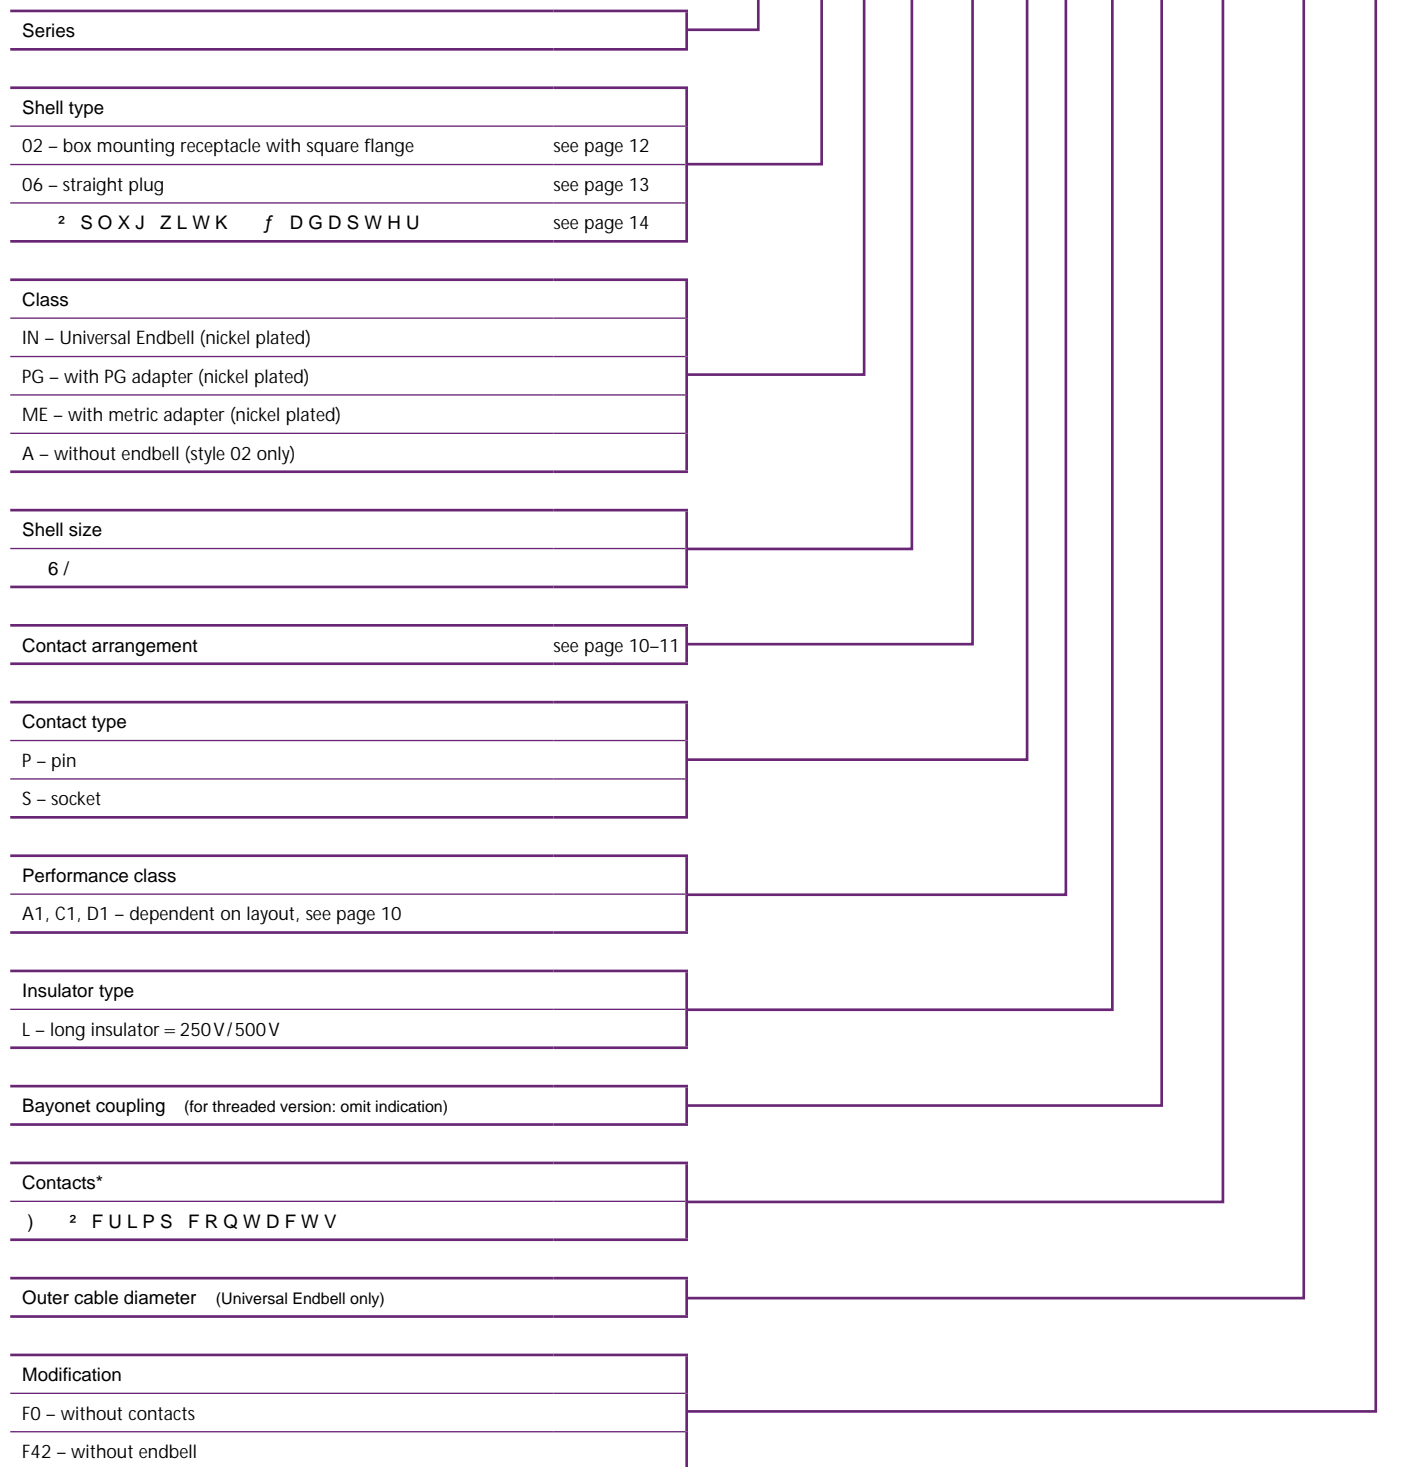 Series
Shell type
02 – box mounting receptacle with square flange see page 12
06 – straight plug see page 13
² SOXJ ZLWK ƒ DGDSWHU see page 14
Class
IN – Universal Endbell (nickel plated)
PG – with PG adapter (nickel plated)
ME – with metric adapter (nickel plated)
A – without endbell (style 02 only)
Shell size
6/
Contact arrangement see page 10–11
Contact type
P – pin
S – socket
Performance class
A1, C1, D1 – dependent on layout, see page 10
Insulator type
L – long insulator = 250 V / 500 V
Bayonet coupling (for threaded version: omit indication)
Contacts*
) ² FULPS FRQWDFWV
Outer cable diameter (Universal Endbell only)
Modification
F0 – without contacts
F42 – without endbell